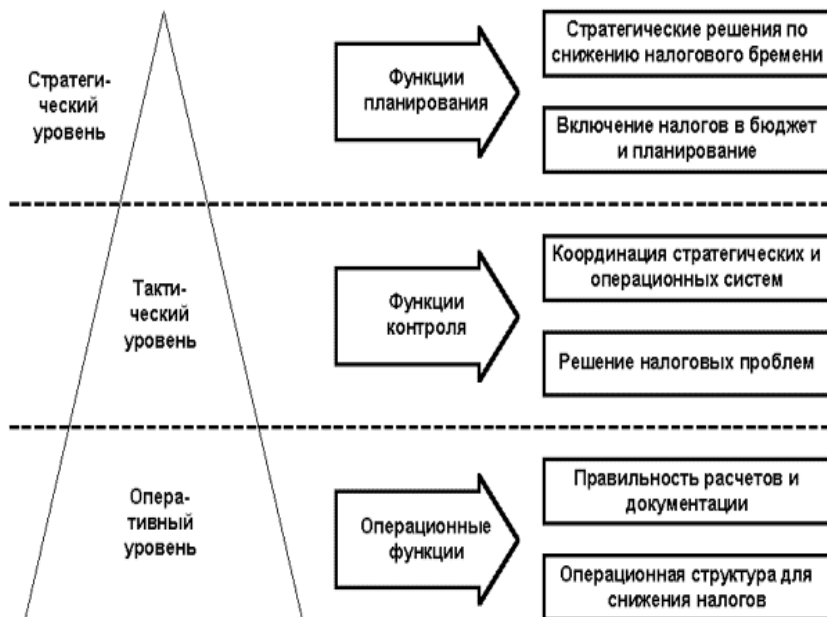 Стратеги-
ческий
уровень
Функции
планирования
Стратегические решения по
снижению налогового бремени
Включение налогов в бюджет
и планирование
Такти-
ческий
уровень
Функции
контроля
Координация стратегических и
операционных систем
Решение налоговых проблем
Опера-
тивный
уровень
Операционные
функции
Правильность расчетов и
документации
Операционная структура для
снижения налогов